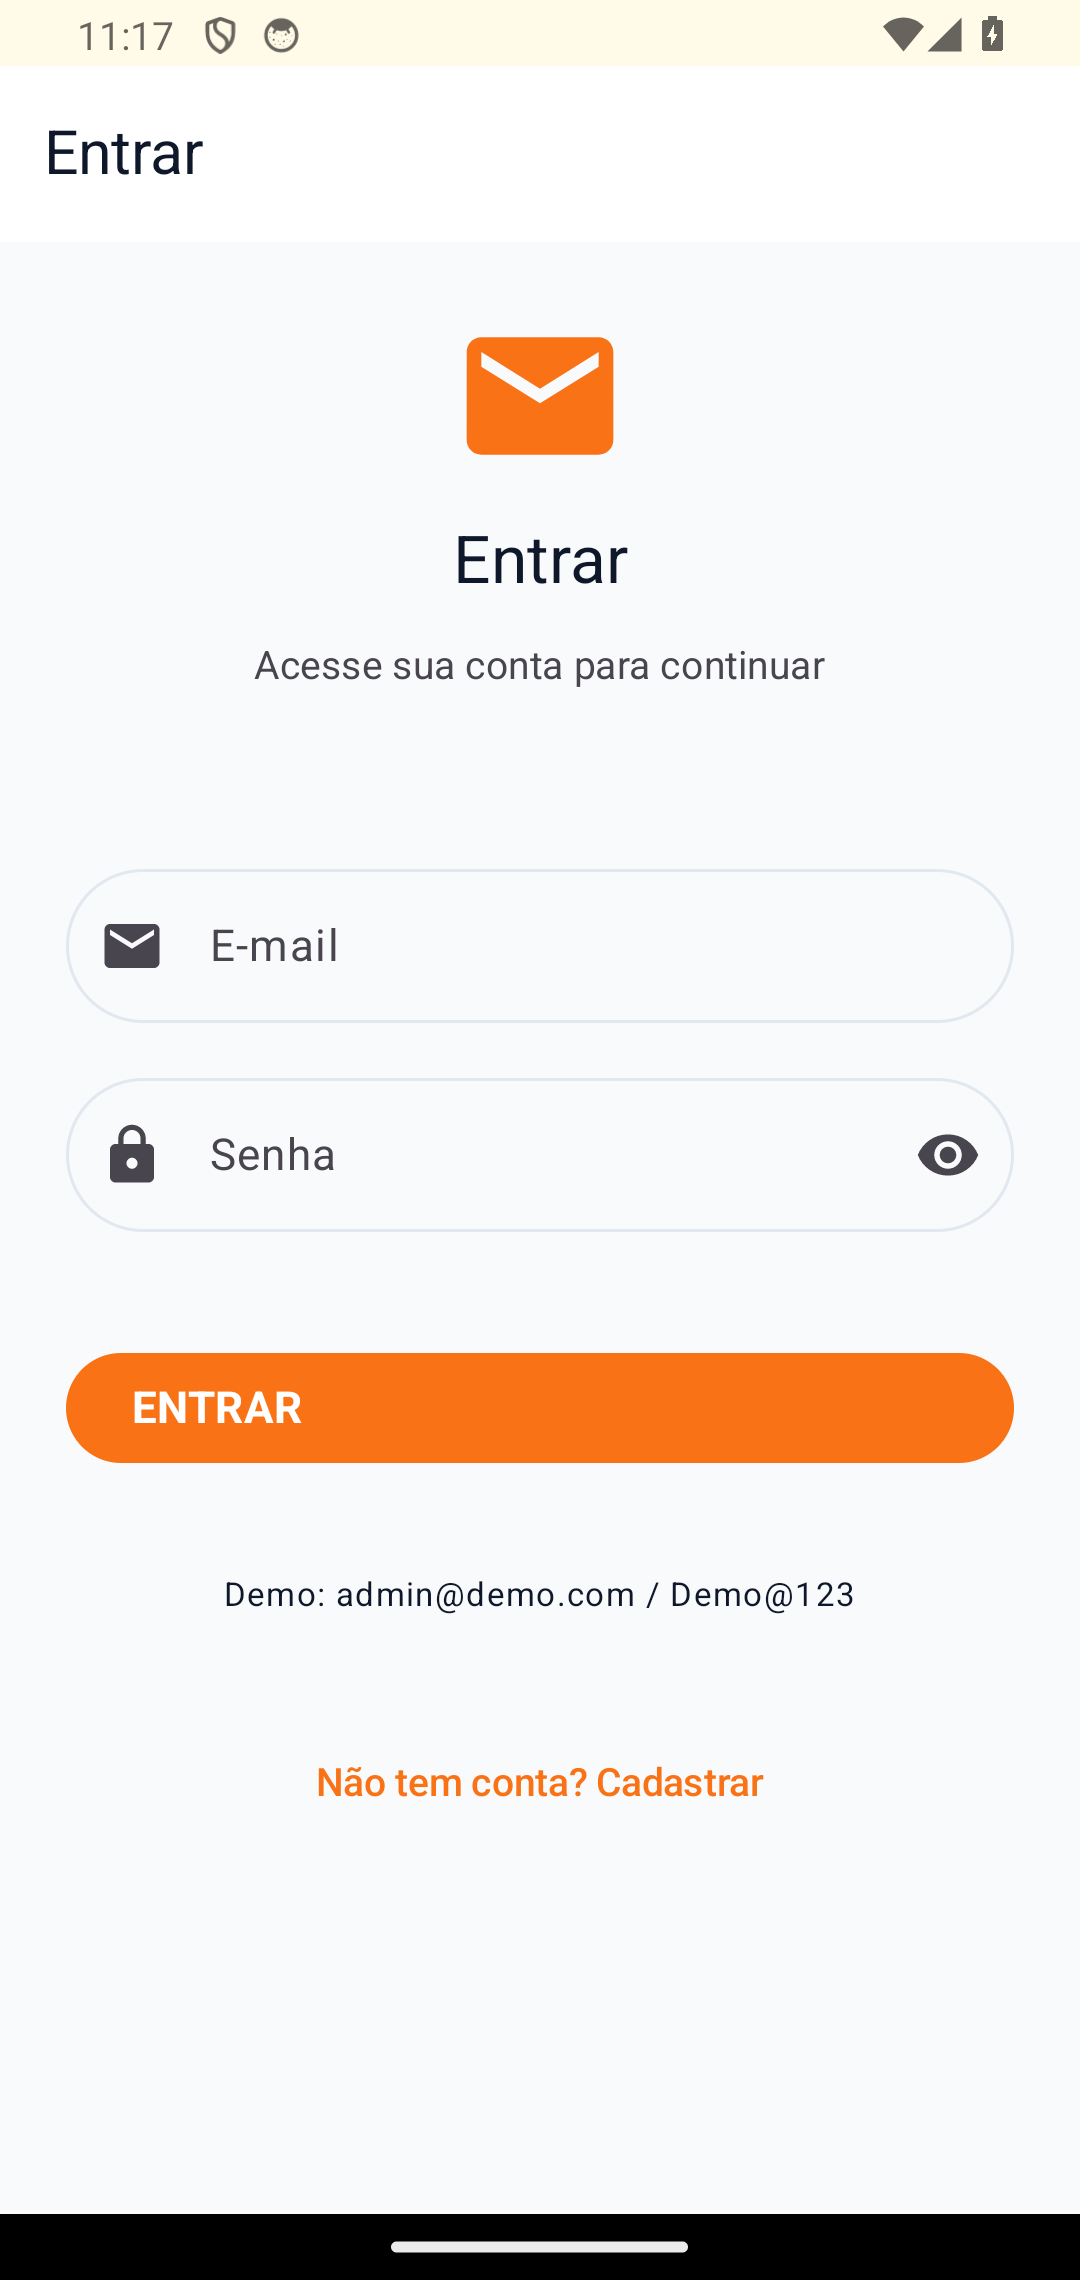 11:17
Entrar
Entrar
Acesse sua conta para continuar
E-mail
Senha
ENTRAR
Demo: admin@demo.com / Demo@123
Não tem conta? Cadastrar